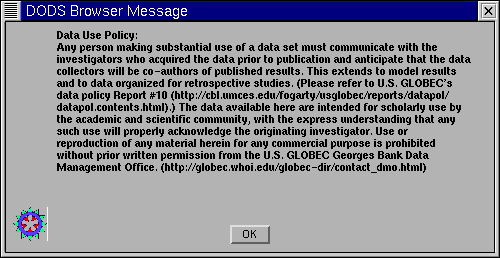 DODS Browser Message
Data Use Policy:
Any person making substantial use of a data set must communicate with the
investigators who acquired the data prior to publication and anticipate that the data
collectors will be co-authors of published results. This extends to model results
and to data organized for retrospective studies. (Please refer to U.S. GLOBEC's
data policy Report #10 (http://cbl.umces.edu/fogarty/usglobec/reports/datapol/
datapol.contents.html).) The data available here are intended for scholarly use by
the academic and scientific community, with the express understanding that any
such use will properly acknowledge the originating investigator. Use or
reproduction of any material herein for any commercial purpose is prohibited
without prior written permission from the U.S. GLOBEC Georges Bank Data
Management Office. (http://globec.whoi.edu/globec-dir/contact_dmo.html)
OK